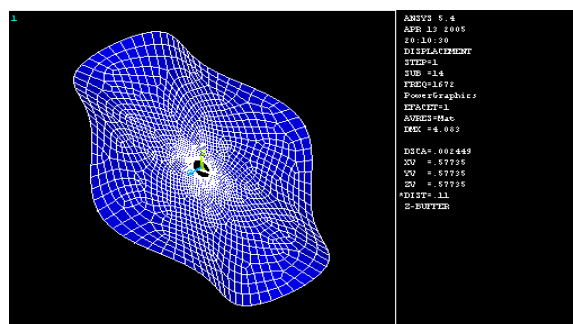 1
ANSYS 5.4
APR 13 2005
20:10:30
DISPLACEMENT
STEP=1
SUB =14
FREQ=1672
PowerGraphics
EFACET=1
AVRES=Mat
DMX =4.083
DSCA=.002449
XV =.57735
YV =.57735
ZV =.57735
*DIST=.11
Z-BUFFER